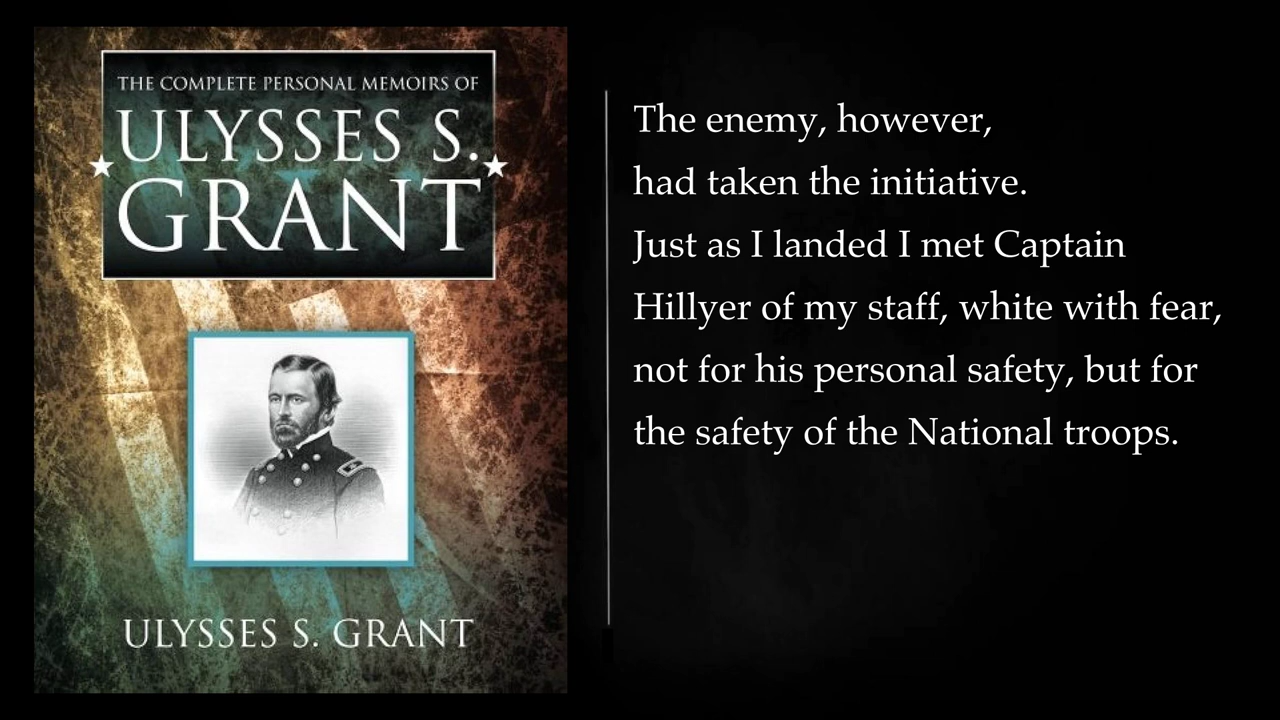 THE COMPLETE PERSONAL MEMOIRS OF
ULYSSES S.
GRANT
ULYSSES S. GRANT
The enemy, however,
had taken the initiative.
Just as I landed I met Captain
Hillyer of my staff, white with fear,
not for his personal safety, but for
the safety of the National troops.